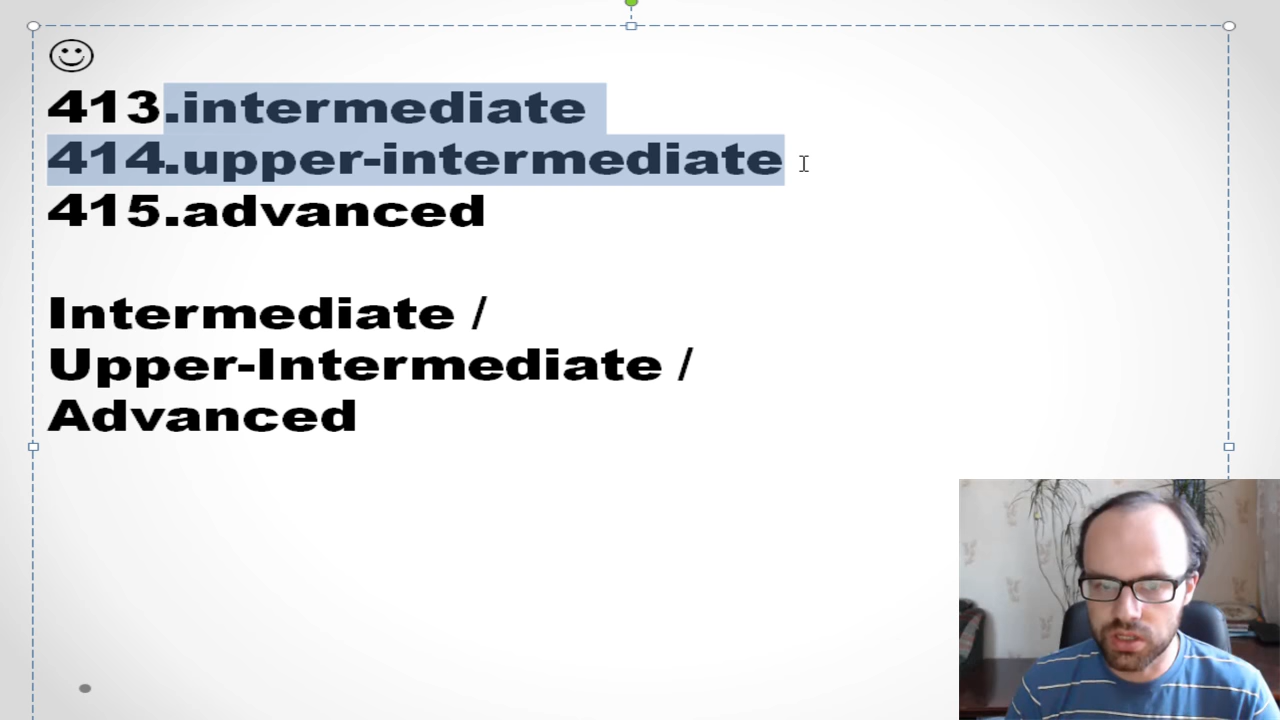 413.intermediate
414.upper-intermediate
415.advanced
Intermediate /
Upper-Intermediate /
Advanced